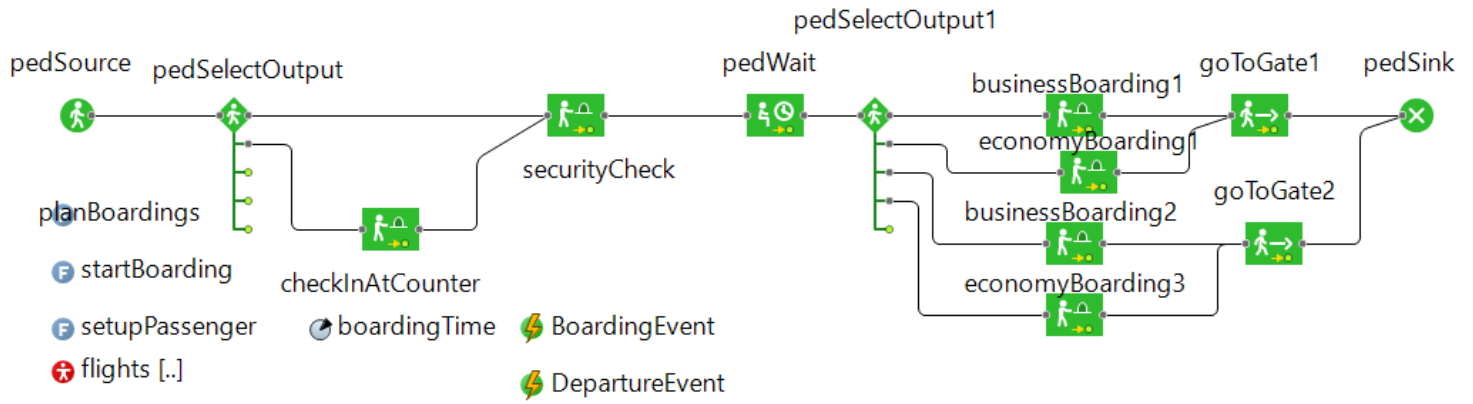 pedSelectOutput1
pedSource
pedSelectOutput
pedWait
goToGate1
pedSink
businessBoarding1
economyBoarding1
securityCheck
goToGate2
planBoardings
businessBoarding2
startBoarding
checkInAtCounter
economyBoarding3
F setupPassenger
boardingTime
BoardingEvent
flights [..]
DepartureEvent